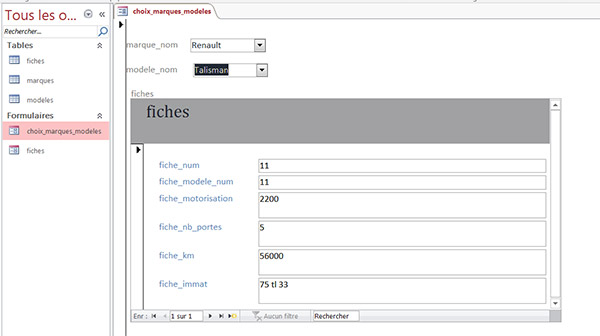 Tous les o...
choix_marques_modeles
Rechercher...
Tables
fiches
marques
modeles
Formulaires
choix_marques_modeles
fiches
marque_nom Renault
modele_nom Talisman
fiches
fiches
fiche_num 11
fiche_modele_num 11
fiche_motorisation 2200
fiche_nb_portes 5
fiche_km 56000
fiche_immat 75 tl 33
Enr : 1 sur 1 Aucun filtre Rechercher